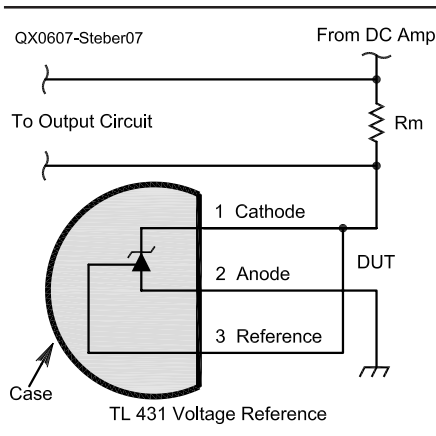 QX0607-Steber07
From DC Amp
To Output Circuit
Rm
1 Cathode
DUT
2 Anode
3 Reference
Case
TL 431 Voltage Reference